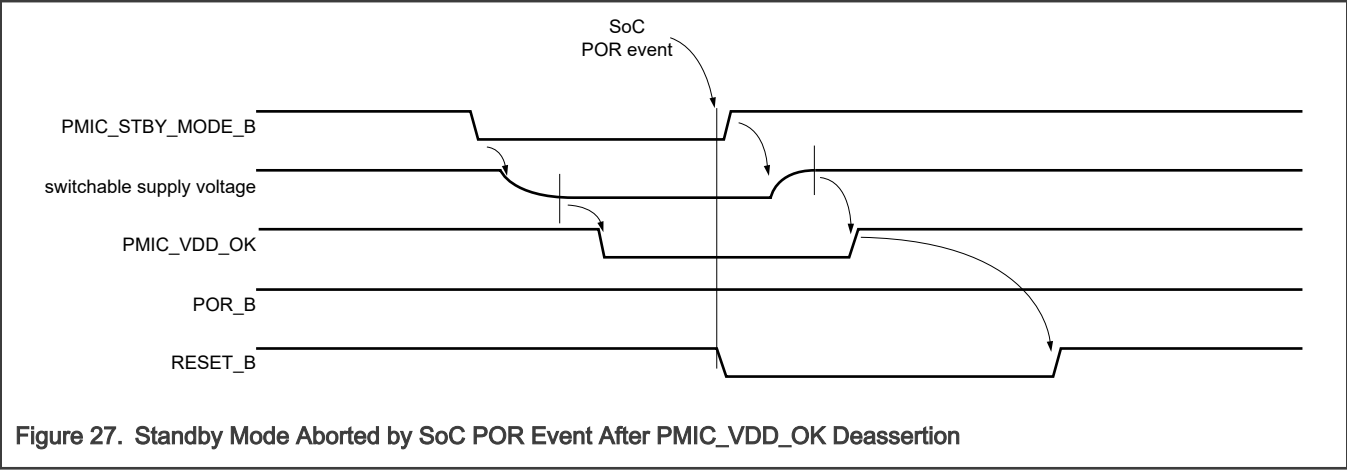 SoC
POR event
PMIC_STBY_MODE_B
switchable supply voltage
PMIC_VDD_OK
POR_B
RESET_B
Figure 27. Standby Mode Aborted by SoC POR Event After PMIC_VDD_OK Deassertion